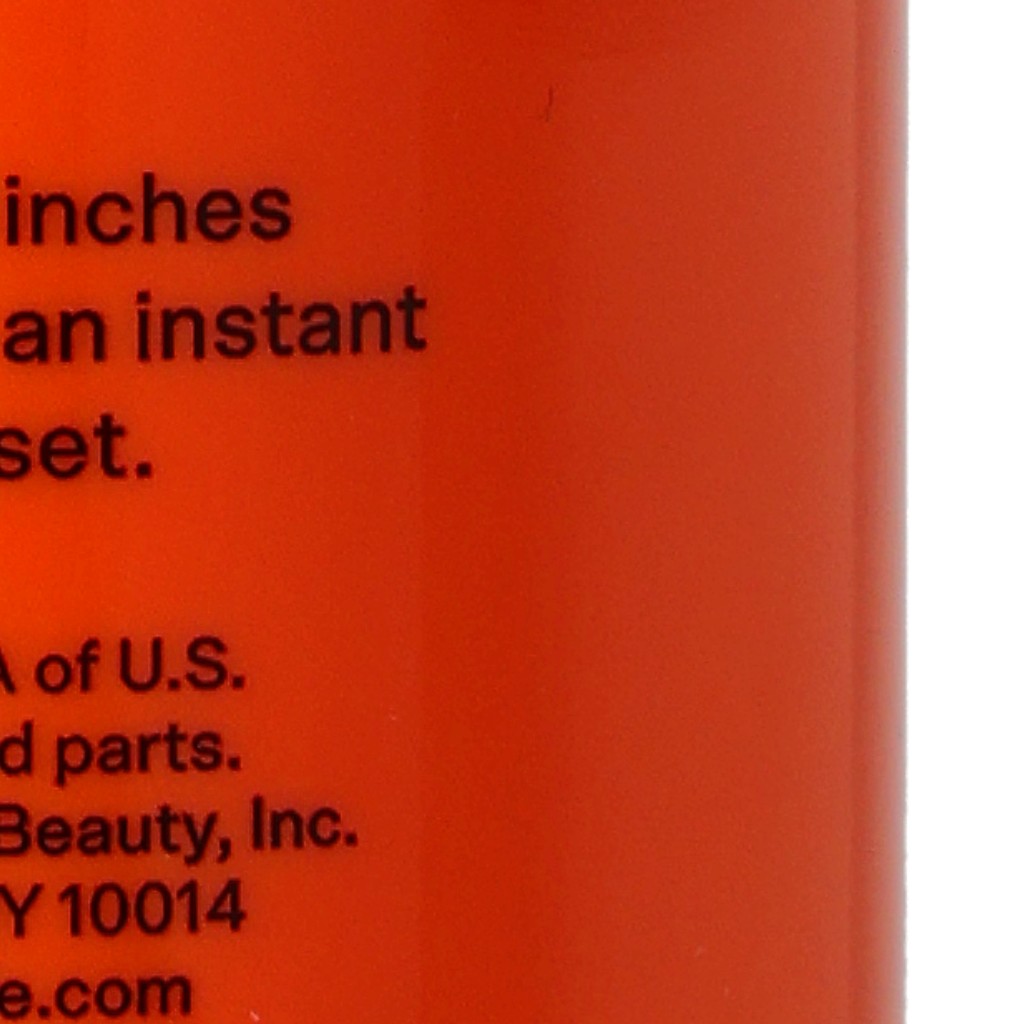 inches
an instant
set.
A of U.S.
d parts.
Beauty, Inc.
Y 10014
e.com